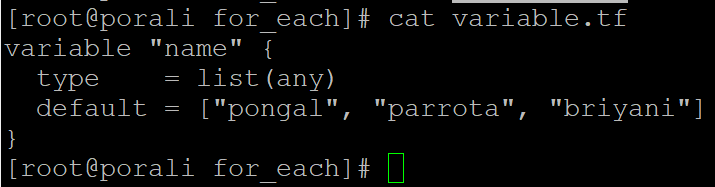 [root@porali for_each]# cat variable.tf
variable "name" {
  type    = list(any)
  default = ["pongal", "parrota", "briyani"]
}
[root@porali for_each]#